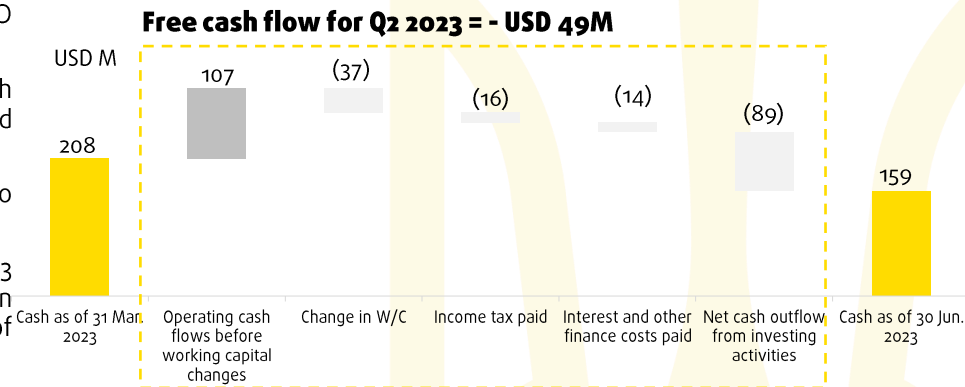 Free cash flow for Q2 2023 = - USD 49M
USD M
208
107
(37)
(16)
(14)
(89)
159
Cash as of 31 Mar.
2023
Operating cash
flows before
working capital
changes
Change in W/C
Income tax paid
Interest and other
finance costs paid
Net cash outflow
from investing
activities
Cash as of 30 Jun.
2023